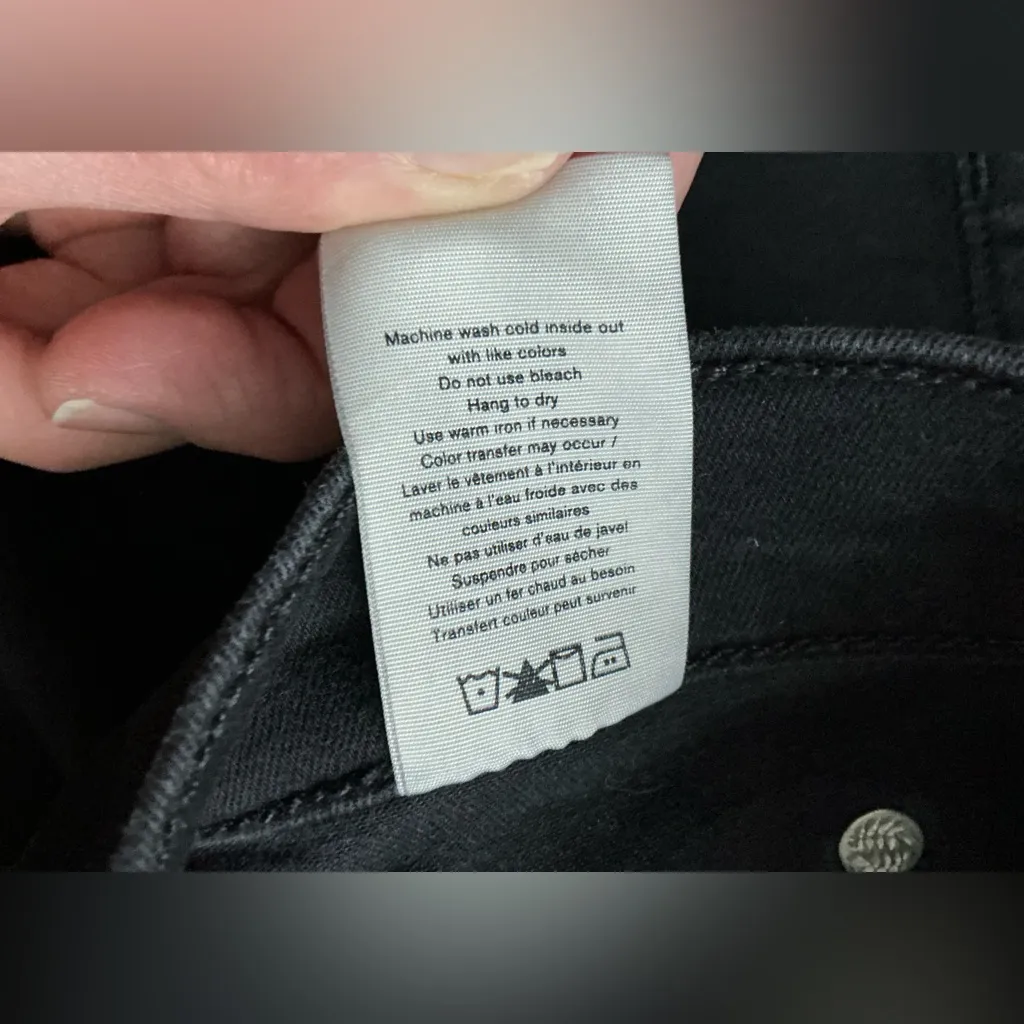 Machine wash cold inside out
with like colors
Do not use bleach
Hang to dry
Use warm iron if necessary
Color transfer may occur /
Laver le vêtement à l'intérieur en
machine à l'eau froide avec des
couleurs similaires
Ne pas utiliser d'eau de javel
Suspendre pour sécher
Utiliser un fer chaud au besoin
Transfert couleur peut survenir